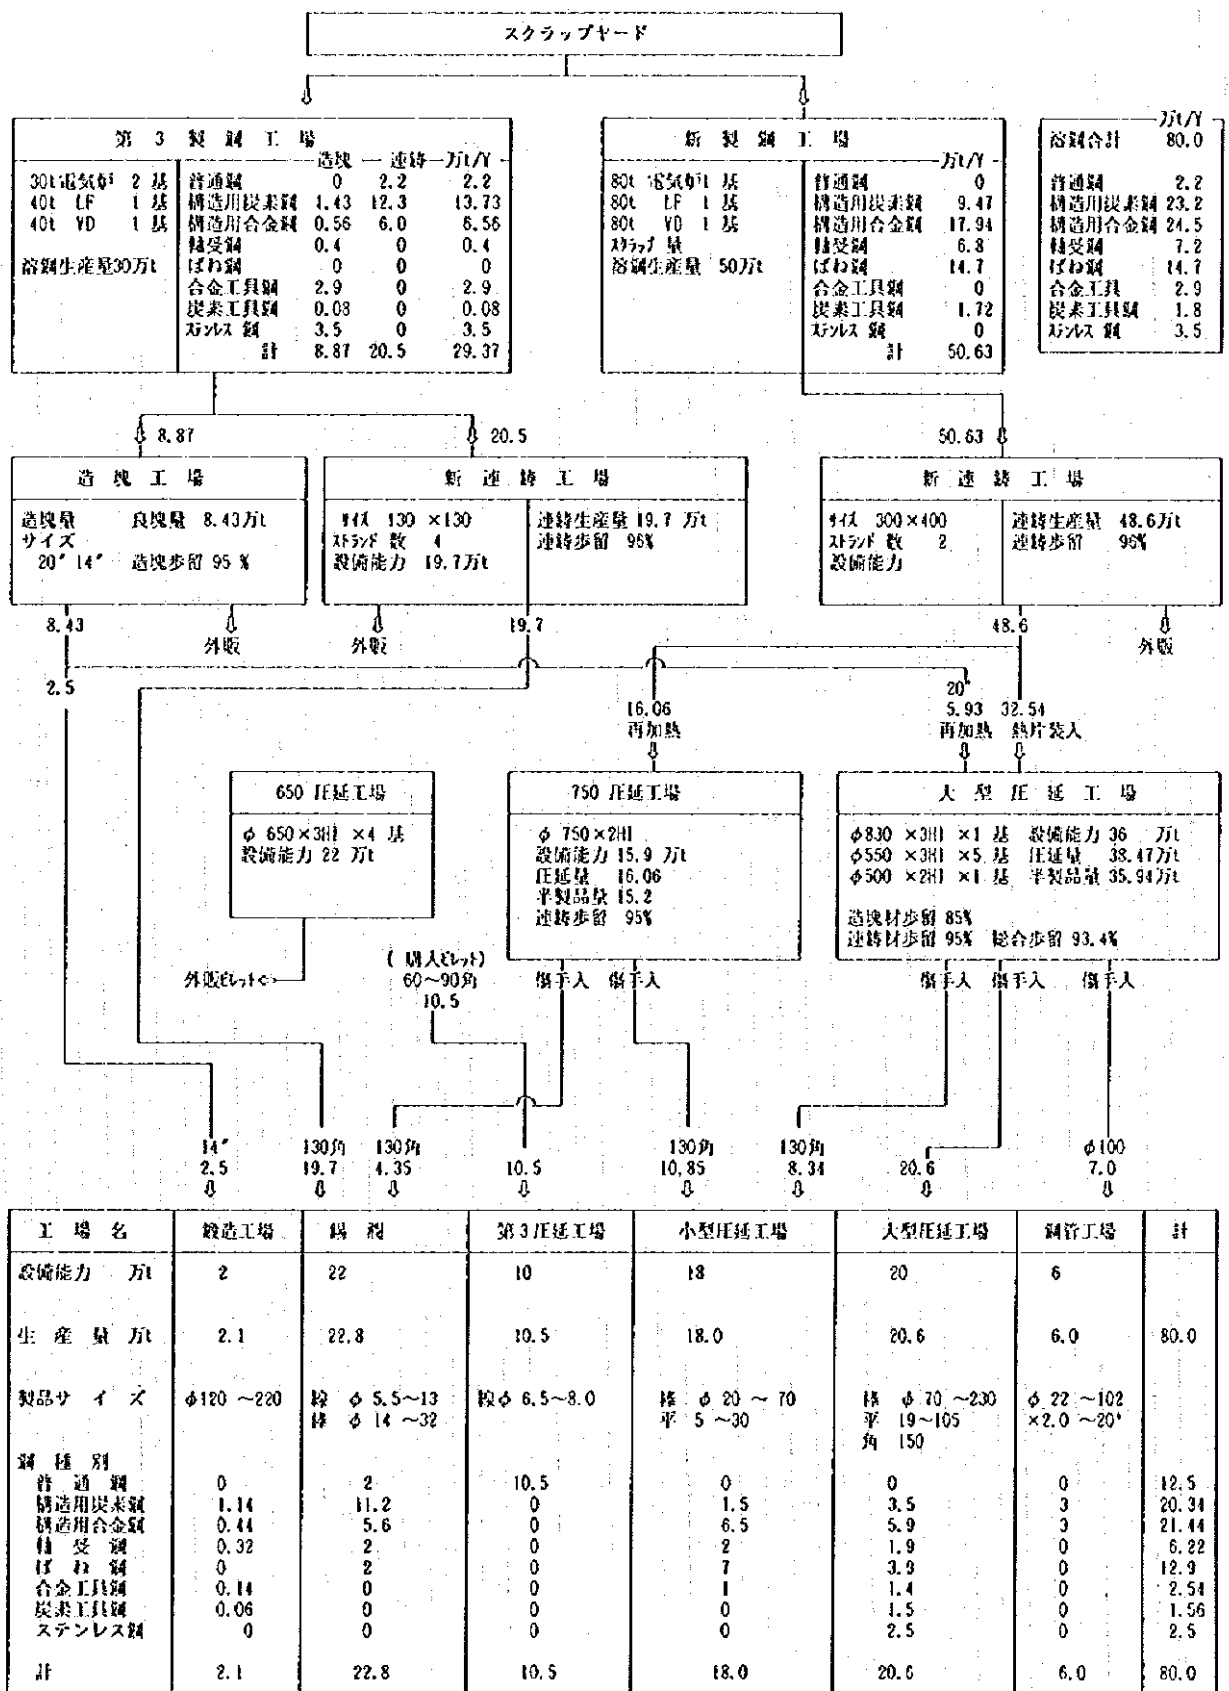 スクラップヤード
第 3 製 鋼 工 場
造塊 ― 連鋳 ― 万t/Y
30t電気炉 2 基 普通鋼 0 2.2 2.2
40t LF 1 基 構造用炭素鋼 1.43 12.3 13.73
40t VD 1 基 構造用合金鋼 0.56 6.0 6.56
軸受鋼 0.4 0 0.4
溶鋼生産量30万t ばね鋼 0 0 0
合金工具鋼 2.9 0 2.9
炭素工具鋼 0.08 0 0.08
ステンレス 鋼 3.5 0 3.5
計 8.87 20.5 29.37
新 製 鋼 工 場
万t/Y
80t 電気炉1 基 普通鋼 0
80t LF 1 基 構造用炭素鋼 9.47
80t VD 1 基 構造用合金鋼 17.94
スクラップ 量 軸受鋼 6.8
溶鋼生産量 50万t ばね鋼 14.7
合金工具鋼 0
炭素工具鋼 1.72
ステンレス 鋼 0
計 50.63
万t/Y
溶鋼合計 80.0
普通鋼 2.2
構造用炭素鋼 23.2
構造用合金鋼 24.5
軸受鋼 7.2
ばね鋼 14.7
合金工具 2.9
炭素工具鋼 1.8
ステンレス 鋼 3.5
8.87 20.5 50.63
造 塊 工 場
造塊量 良塊量 8.43万t
サイズ
20" 14" 造塊歩留 95 %
新 連 鋳 工 場
サイズ 130 ×130 連鋳生産量 19.7 万t
ストランド 数 4 連鋳歩留 96%
設備能力 19.7万t
新 連 鋳 工 場
サイズ 300×400 連鋳生産量 48.6万t
ストランド 数 2 連鋳歩留 96%
設備能力
8.43 外販 外販 19.7 48.6 外販
2.5
16.06
再加熱
20"
5.93 32.54
再加熱 熱片装入
650 圧延工場
φ 650×3HI ×4 基
設備能力 22 万t
750 圧延工場
φ 750×2HI
設備能力 15.9 万t
圧延量 16.06
半製品量 15.2
連鋳歩留 95%
大 型 圧 延 工 場
φ830 ×3HI ×1 基 設備能力 36 万t
φ550 ×3HI ×5 基 圧延量 38.47万t
φ500 ×2HI ×1 基 半製品量 35.94万t
造塊材歩留 85%
連鋳材歩留 95% 総合歩留 93.4%
外販ビレット
( 購入ビレット)
60~90角
10.5
疵手入 疵手入 疵手入 疵手入 疵手入
14" 130角 130角 130角 130角 φ100
2.5 19.7 4.35 10.5 10.85 8.34 20.6 7.0
工 場 名 鍛造工場 線 棒 第3圧延工場 小型圧延工場 大型圧延工場 鋼管工場 計
設備能力 万t 2 22 10 18 20 6
生 産 量 万t 2.1 22.8 10.5 18.0 20.6 6.0 80.0
製品サ イ ズ φ120 ~220 線 φ 5.5~13 線φ 6.5~8.0 棒 φ 20 ~ 70 棒 φ 70 ~230 φ 22 ~102
棒 φ 14 ~32 平 5 ~30 平 19~105 ×2.0 ~20t
角 150
鋼 種 別
普 通 鋼 0 2 10.5 0 0 0 12.5
構造用炭素鋼 1.14 11.2 0 1.5 3.5 3 20.34
構造用合金鋼 0.44 5.6 0 6.5 5.9 3 21.44
軸 受 鋼 0.32 2 0 2 1.9 0 6.22
ば ね 鋼 0 2 0 7 3.9 0 12.9
合金工具鋼 0.14 0 0 1 1.4 0 2.54
炭素工具鋼 0.06 0 0 0 1.5 0 1.56
ステンレス鋼 0 0 0 0 2.5 0 2.5
計 2.1 22.8 10.5 18.0 20.6 6.0 80.0